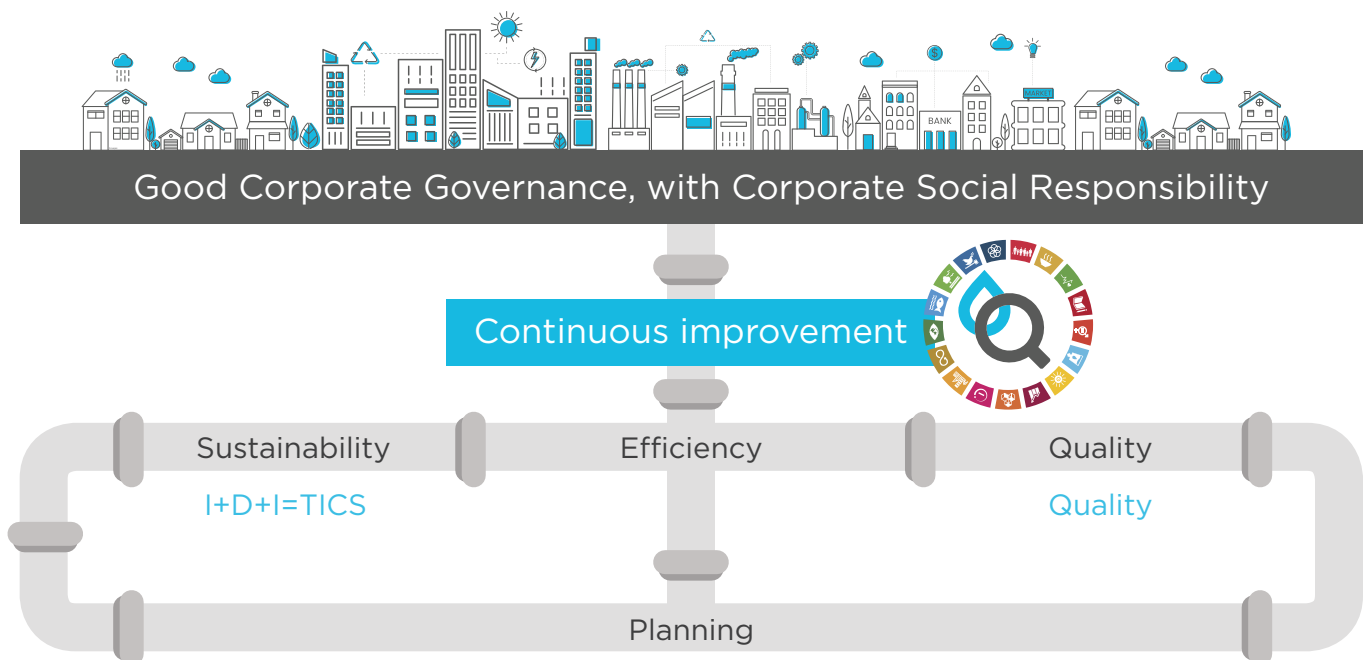 $
MARKET
BANK
Good Corporate Governance, with Corporate Social Responsibility
Continuous improvement
Sustainability
Efficiency
Quality
I+D+I=TICS
Quality
Planning